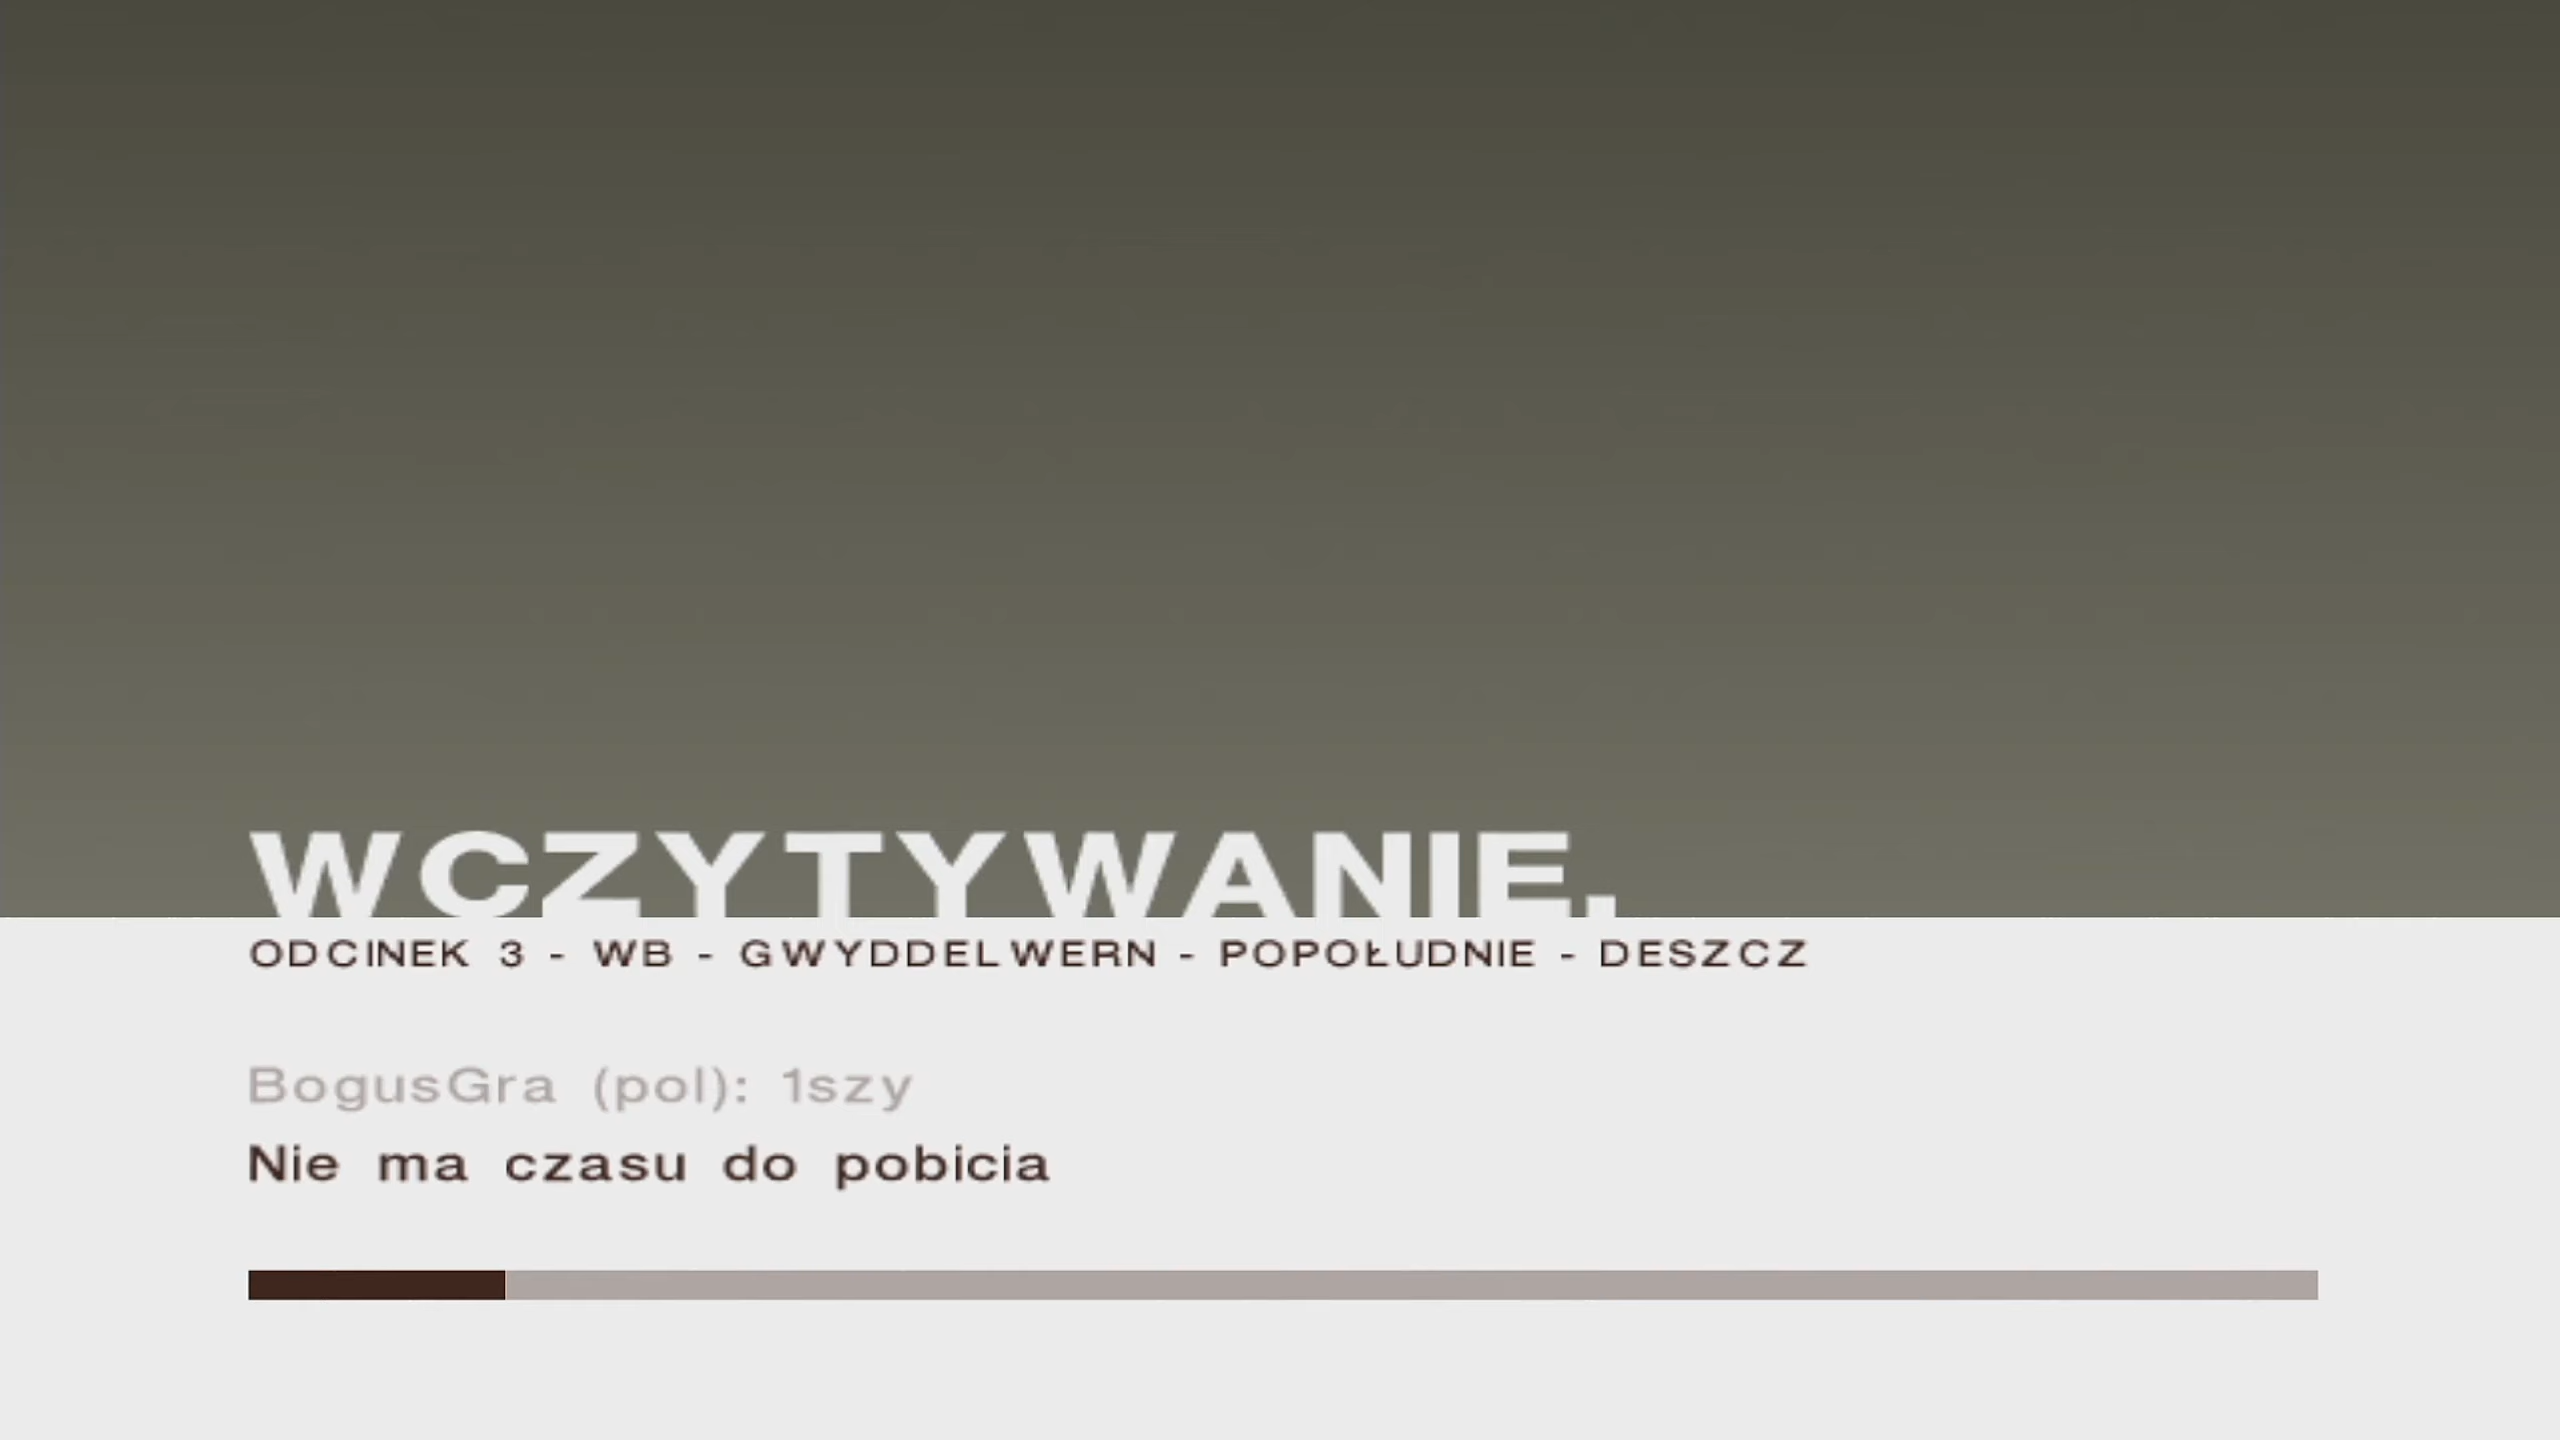 WCZYTYWANIE.
ODCINEK 3 - WB - GWYDDELWERN - POPOŁUDNIE - DESZCZ
BogusGra (pol): 1szy
Nie ma czasu do pobicia